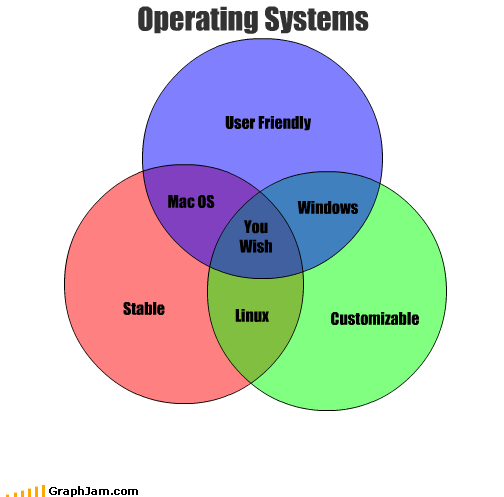 Operating Systems
User Friendly
Mac OS
Windows
You
Wish
Stable
Linux
Customizable
GraphJam.com